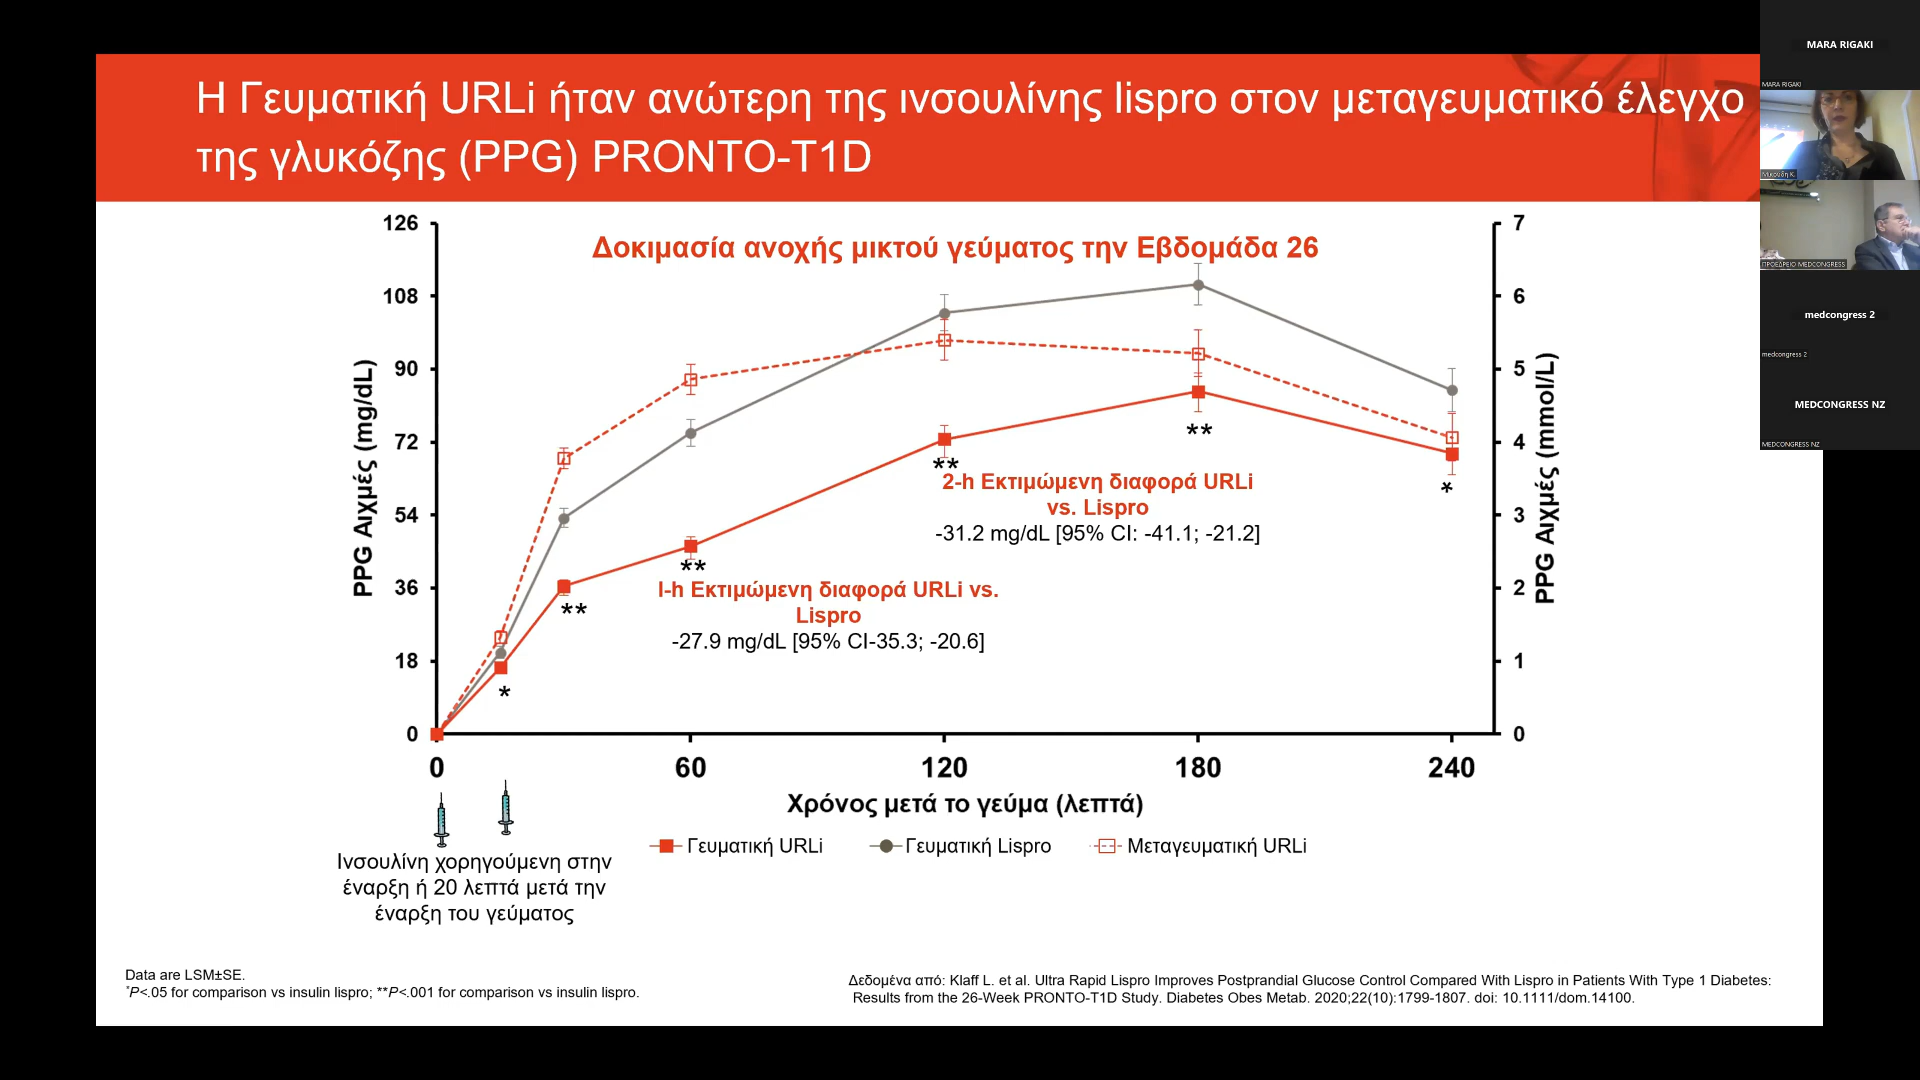 Η Γευματική URLi ήταν ανώτερη της ινσουλίνης lispro στον μεταγευματικό έλεγχο
της γλυκόζης (PPG) PRONTO-T1D
MARA RIGAKI
MARA RIGAKI
Μικούδη Κ.
ΠΡΟΕΔΡΕΙΟ MEDCONGRESS
medcongress 2
medcongress 2
MEDCONGRESS NZ
MEDCONGRESS NZ
Δοκιμασία ανοχής μικτού γεύματος την Εβδομάδα 26
PPG Αιχμές (mg/dL)
126
108
90
72
54
36
18
0
7
6
5
4
3
2
1
0
PPG Αιχμές (mmol/L)
**
**
*
2-h Εκτιμώμενη διαφορά URLi
vs. Lispro
-31.2 mg/dL [95% CI: -41.1; -21.2]
**
**
I-h Εκτιμώμενη διαφορά URLi vs.
Lispro
-27.9 mg/dL [95% CI-35.3; -20.6]
*
0 60 120 180 240
Χρόνος μετά το γεύμα (λεπτά)
Γευματική URLi Γευματική Lispro Μεταγευματική URLi
Ινσουλίνη χορηγούμενη στην
έναρξη ή 20 λεπτά μετά την
έναρξη του γεύματος
Data are LSM±SE.
*P<.05 for comparison vs insulin lispro; **P<.001 for comparison vs insulin lispro.
Δεδομένα από: Klaff L. et al. Ultra Rapid Lispro Improves Postprandial Glucose Control Compared With Lispro in Patients With Type 1 Diabetes:
Results from the 26-Week PRONTO-T1D Study. Diabetes Obes Metab. 2020;22(10):1799-1807. doi: 10.1111/dom.14100.